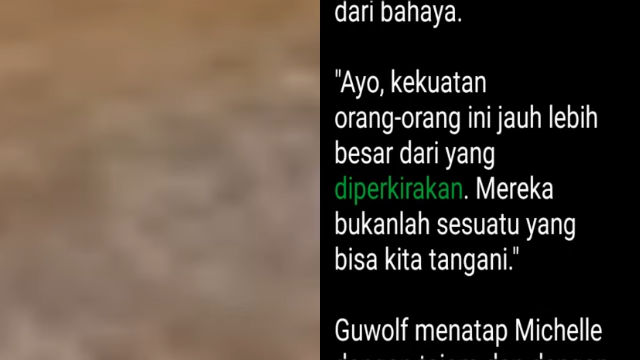 dari bahaya.
"Ayo, kekuatan
orang-orang ini jauh lebih
besar dari yang
diperkirakan. Mereka
bukanlah sesuatu yang
bisa kita tangani."
Guwolf menatap Michelle